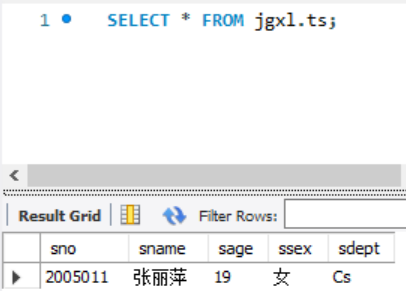 1 SELECT * FROM jgxl.ts;
Result Grid Filter Rows:
sno sname sage ssex sdept
2005011 张丽萍 19 女 Cs